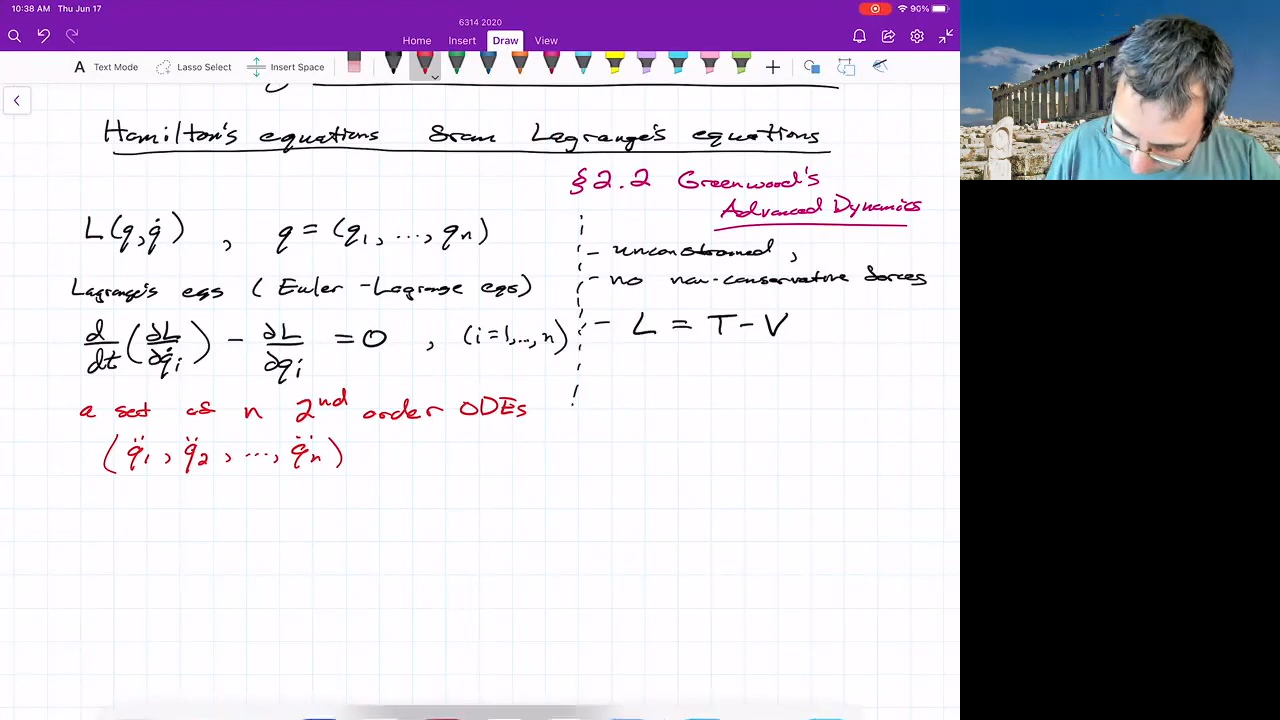 10:38 AM Thu Jun 17
90%
6314 2020
Home Insert Draw View
Text Mode Lasso Select Insert Space
Hamilton's equations from Lagrange's equations
§ 2.2 Greenwood's
Advanced Dynamics
L(q,q̇) , q = (q₁, ..., qₙ)
- unconstrained,
Lagrange's eqs (Euler-Lagrange eqs)
- no non-conservative forces
d/dt (∂L/∂q̇ᵢ) - ∂L/∂qᵢ = 0 , (i=1,...,n)
- L = T - V
a set of n 2nd order ODEs
(q̈₁, q̈₂, ..., q̈ₙ)